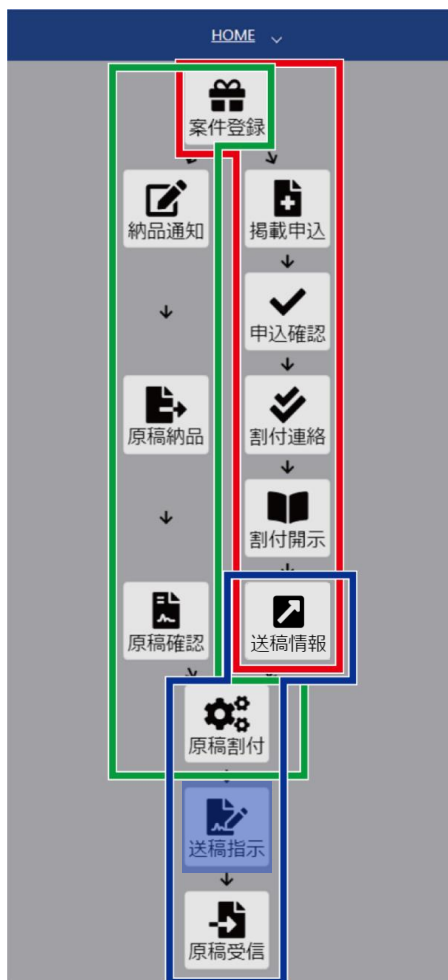 HOME
案件登録
納品通知 掲載申込
申込確認
原稿納品 割付連絡
割付開示
原稿確認 送稿情報
原稿割付
送稿指示
原稿受信